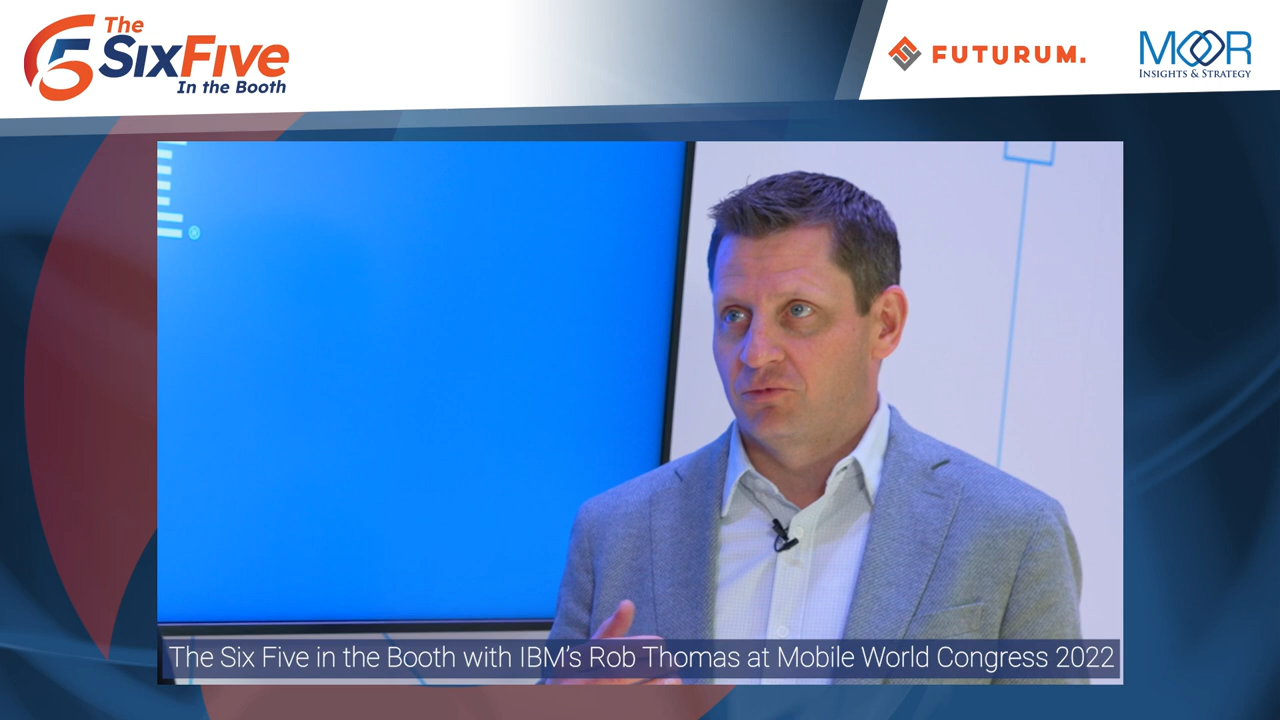 The
SixFive
In the Booth
FUTURUM.
MOOR
INSIGHTS & STRATEGY
The Six Five in the Booth with IBM's Rob Thomas at Mobile World Congress 2022